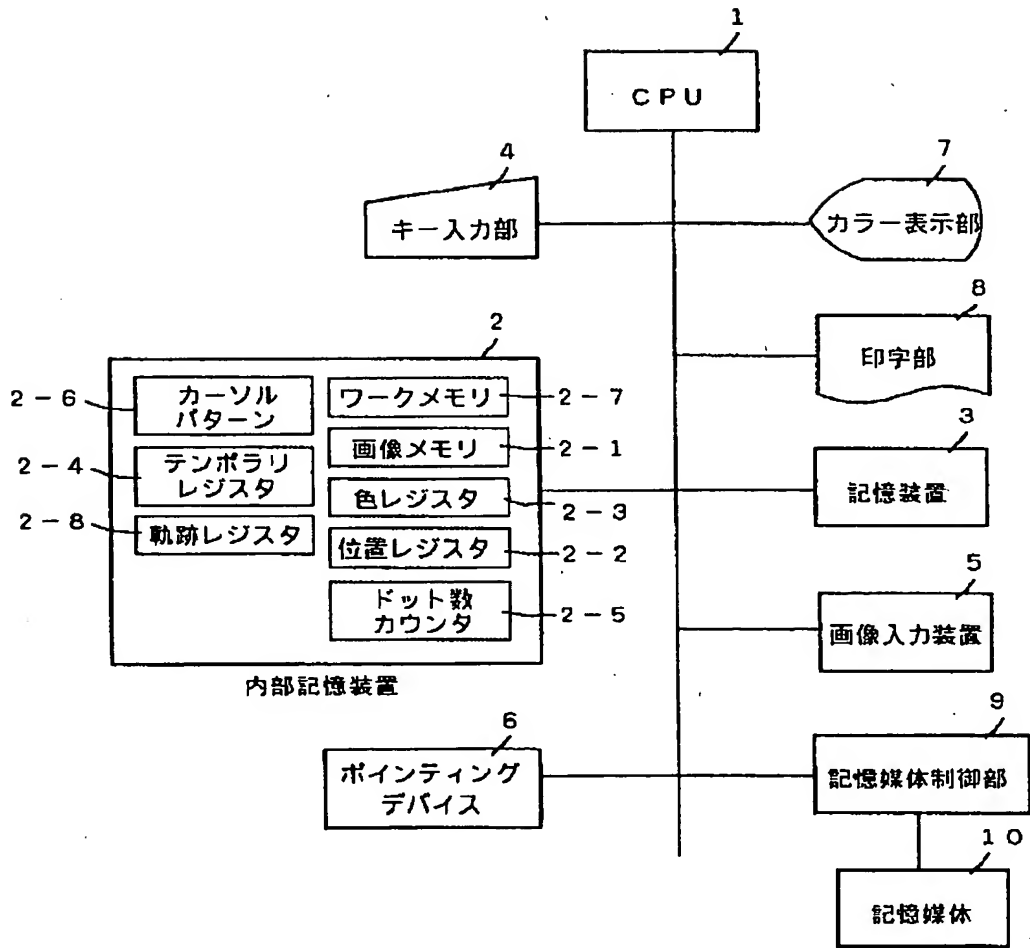 1
CPU
4
キー入力部
7
カラー表示部
8
印字部
2
2-6
カーソル
パターン
ワークメモリ
2-7
2-4
テンポラリ
レジスタ
画像メモリ
2-1
2-8
軌跡レジスタ
色レジスタ
2-3
位置レジスタ
2-2
ドット数
カウンタ
2-5
内部記憶装置
3
記憶装置
5
画像入力装置
6
ポインティング
デバイス
9
記憶媒体制御部
10
記憶媒体